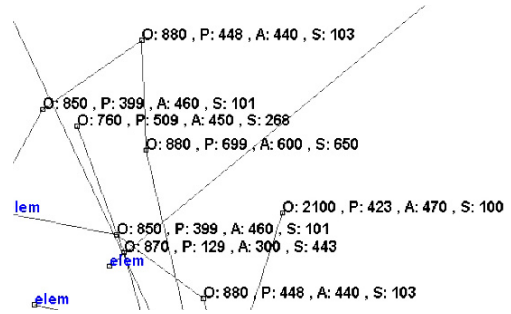 O: 880 , P: 448 , A: 440 , S: 103
O: 850 , P: 399 , A: 460 , S: 101
O: 760 , P: 509 , A: 450 , S: 268
O: 880 , P: 699 , A: 600 , S: 650
lem
O: 2100 , P: 423 , A: 470 , S: 100
O: 850 , P: 399 , A: 460 , S: 101
O: 870 , P: 129 , A: 300 , S: 443
elem
O: 880 , P: 448 , A: 440 , S: 103
elem